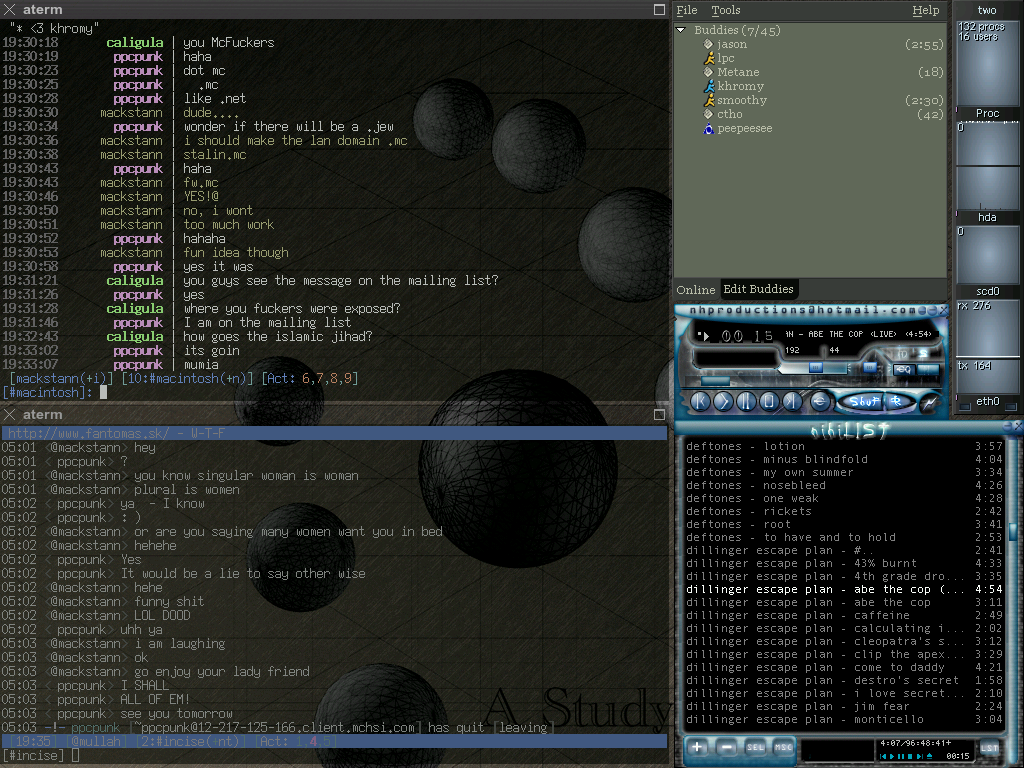 aterm
"* <3 khromy"
19:30:18 caligula | you McFuckers
19:30:19 ppcpunk | haha
19:30:23 ppcpunk | dot mc
19:30:25 ppcpunk | .mc
19:30:28 ppcpunk | like .net
19:30:30 mackstann | dude....
19:30:34 ppcpunk | wonder if there will be a .jew
19:30:36 mackstann | i should make the lan domain .mc
19:30:38 mackstann | stalin.mc
19:30:43 ppcpunk | haha
19:30:43 mackstann | fw.mc
19:30:46 mackstann | YES!@
19:30:50 mackstann | no, i wont
19:30:51 mackstann | too much work
19:30:52 ppcpunk | hahaha
19:30:53 mackstann | fun idea though
19:30:58 ppcpunk | yes it was
19:31:21 caligula | you guys see the message on the mailing list?
19:31:26 ppcpunk | yes
19:31:28 caligula | where you fuckers were exposed?
19:31:46 ppcpunk | I am on the mailing list
19:32:43 caligula | how goes the islamic jihad?
19:33:02 ppcpunk | its goin
19:33:07 ppcpunk | mumia
[mackstann(+i)] [10:#macintosh(+n)] [Act: 6,7,8,9]
[#macintosh]:
aterm
http://www.fantomas.sk/ - W-T-F
05:01 <@mackstann> hey
05:01 < ppcpunk> ?
05:01 <@mackstann> you know singular woman is woman
05:01 <@mackstann> plural is women
05:02 < ppcpunk> ya  - I know
05:02 < ppcpunk> : )
05:02 <@mackstann> or are you saying many women want you in bed
05:02 <@mackstann> hehehe
05:02 < ppcpunk> Yes
05:02 < ppcpunk> It would be a lie to say other wise
05:02 <@mackstann> hehe
05:02 <@mackstann> funny shit
05:02 <@mackstann> LOL DOOD
05:02 < ppcpunk> uhh ya
05:03 <@mackstann> i am laughing
05:03 <@mackstann> ok
05:03 <@mackstann> go enjoy your lady friend
05:03 < ppcpunk> I SHALL
05:03 < ppcpunk> ALL OF EM!
05:03 < ppcpunk> see you tomorrow
05:03 -!- ppcpunk [~ppcpunk@12-217-125-166.client.mchsi.com] has quit [leaving]
[19:35] [@mullah] [2:#incise(+nt)] [Act: 1,4,5]
[#incise]
A Study
File Tools Help
Buddies (7/45)
jason (2:55)
lpc
Metane (18)
khromy
smoothy (2:30)
ctho (42)
peepeesee
Online Edit Buddies
nhproductions@hotmail.com
00 15 AN - ABE THE COP <LIVE> <4:54>
192 44
EQ
nihiLIST
deftones - lotion 3:57
deftones - minus blindfold 4:04
deftones - my own summer 3:34
deftones - nosebleed 4:26
deftones - one weak 4:28
deftones - rickets 2:42
deftones - root 3:41
deftones - to have and to hold 2:53
dillinger escape plan - #.. 2:41
dillinger escape plan - 43% burnt 4:33
dillinger escape plan - 4th grade dro... 3:35
dillinger escape plan - abe the cop (... 4:54
dillinger escape plan - abe the cop 3:11
dillinger escape plan - caffeine 2:49
dillinger escape plan - calculating i... 2:02
dillinger escape plan - cleopatra's s... 3:12
dillinger escape plan - clip the apex... 3:29
dillinger escape plan - come to daddy 4:21
dillinger escape plan - destro's secret 1:58
dillinger escape plan - i love secret... 2:10
dillinger escape plan - jim fear 2:24
dillinger escape plan - monticello 3:04
+ - SEL MSC
4:07/96:48:41+
00:15
LST
two
132 procs
16 users
Proc
0
hda
0
scd0
rx 276
tx 164
eth0